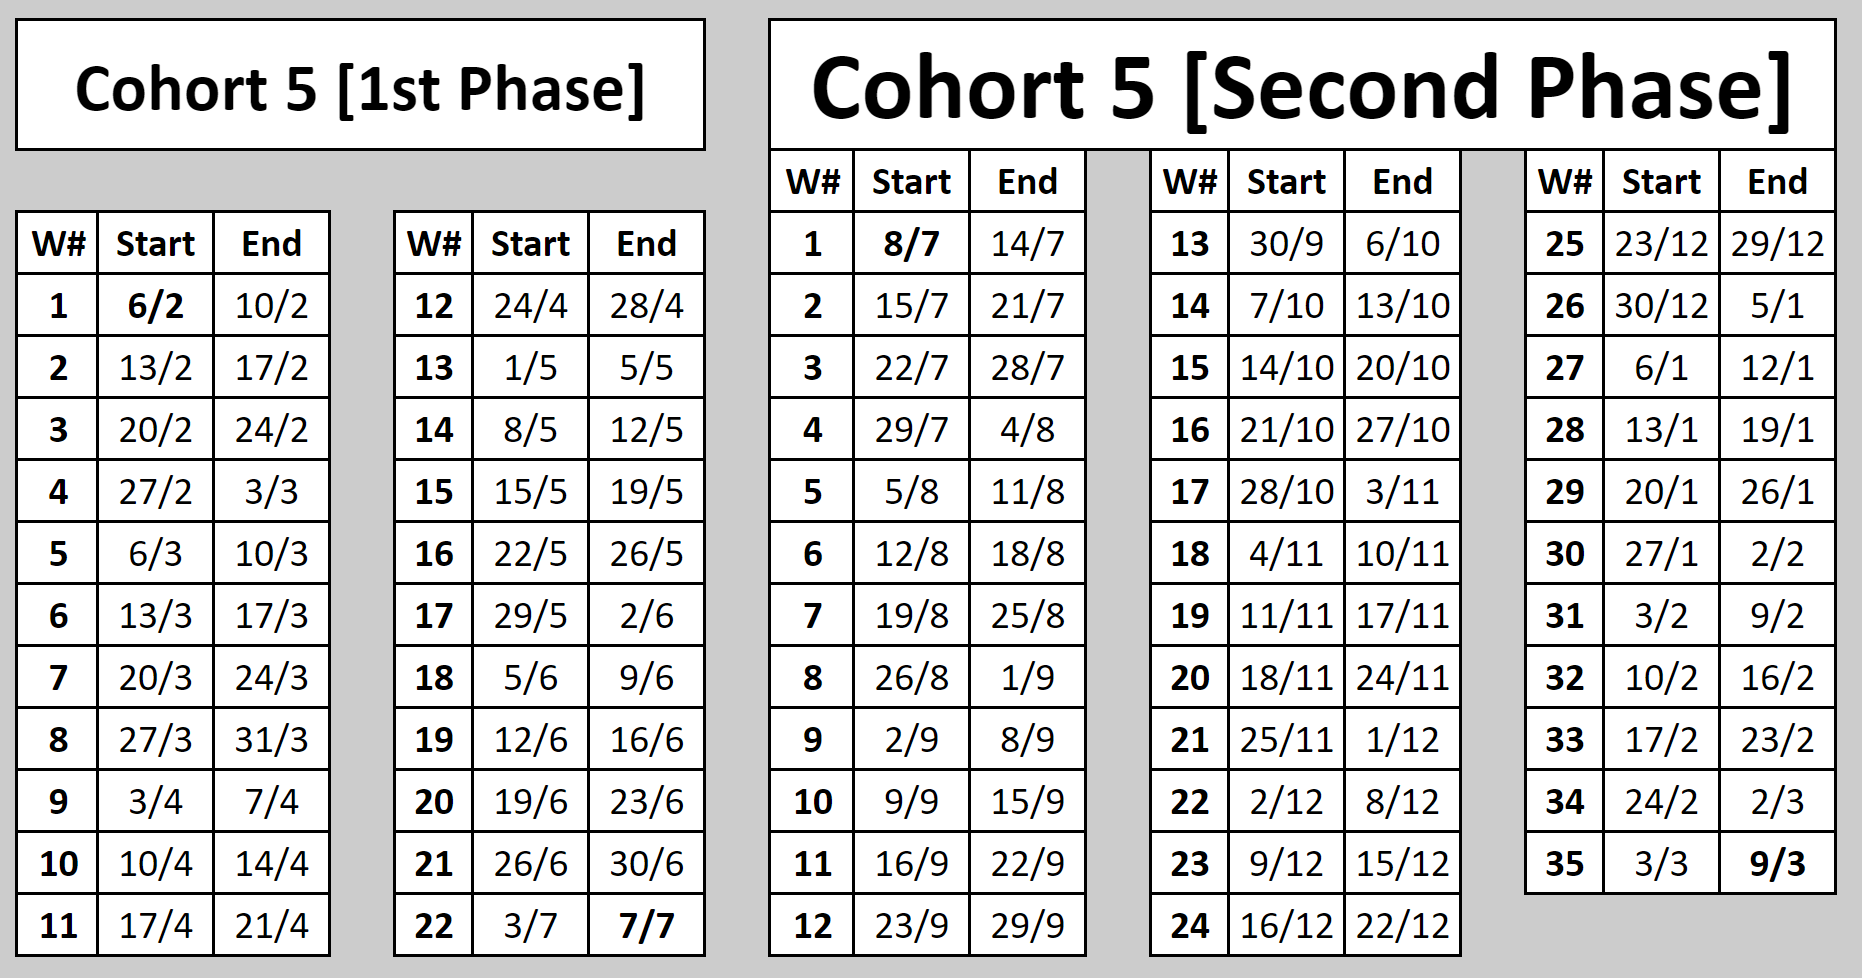 Cohort 5 [1st Phase]
W# Start End
1 6/2 10/2
2 13/2 17/2
3 20/2 24/2
4 27/2 3/3
5 6/3 10/3
6 13/3 17/3
7 20/3 24/3
8 27/3 31/3
9 3/4 7/4
10 10/4 14/4
11 17/4 21/4
W# Start End
12 24/4 28/4
13 1/5 5/5
14 8/5 12/5
15 15/5 19/5
16 22/5 26/5
17 29/5 2/6
18 5/6 9/6
19 12/6 16/6
20 19/6 23/6
21 26/6 30/6
22 3/7 7/7
Cohort 5 [Second Phase]
W# Start End
1 8/7 14/7
2 15/7 21/7
3 22/7 28/7
4 29/7 4/8
5 5/8 11/8
6 12/8 18/8
7 19/8 25/8
8 26/8 1/9
9 2/9 8/9
10 9/9 15/9
11 16/9 22/9
12 23/9 29/9
W# Start End
13 30/9 6/10
14 7/10 13/10
15 14/10 20/10
16 21/10 27/10
17 28/10 3/11
18 4/11 10/11
19 11/11 17/11
20 18/11 24/11
21 25/11 1/12
22 2/12 8/12
23 9/12 15/12
24 16/12 22/12
W# Start End
25 23/12 29/12
26 30/12 5/1
27 6/1 12/1
28 13/1 19/1
29 20/1 26/1
30 27/1 2/2
31 3/2 9/2
32 10/2 16/2
33 17/2 23/2
34 24/2 2/3
35 3/3 9/3